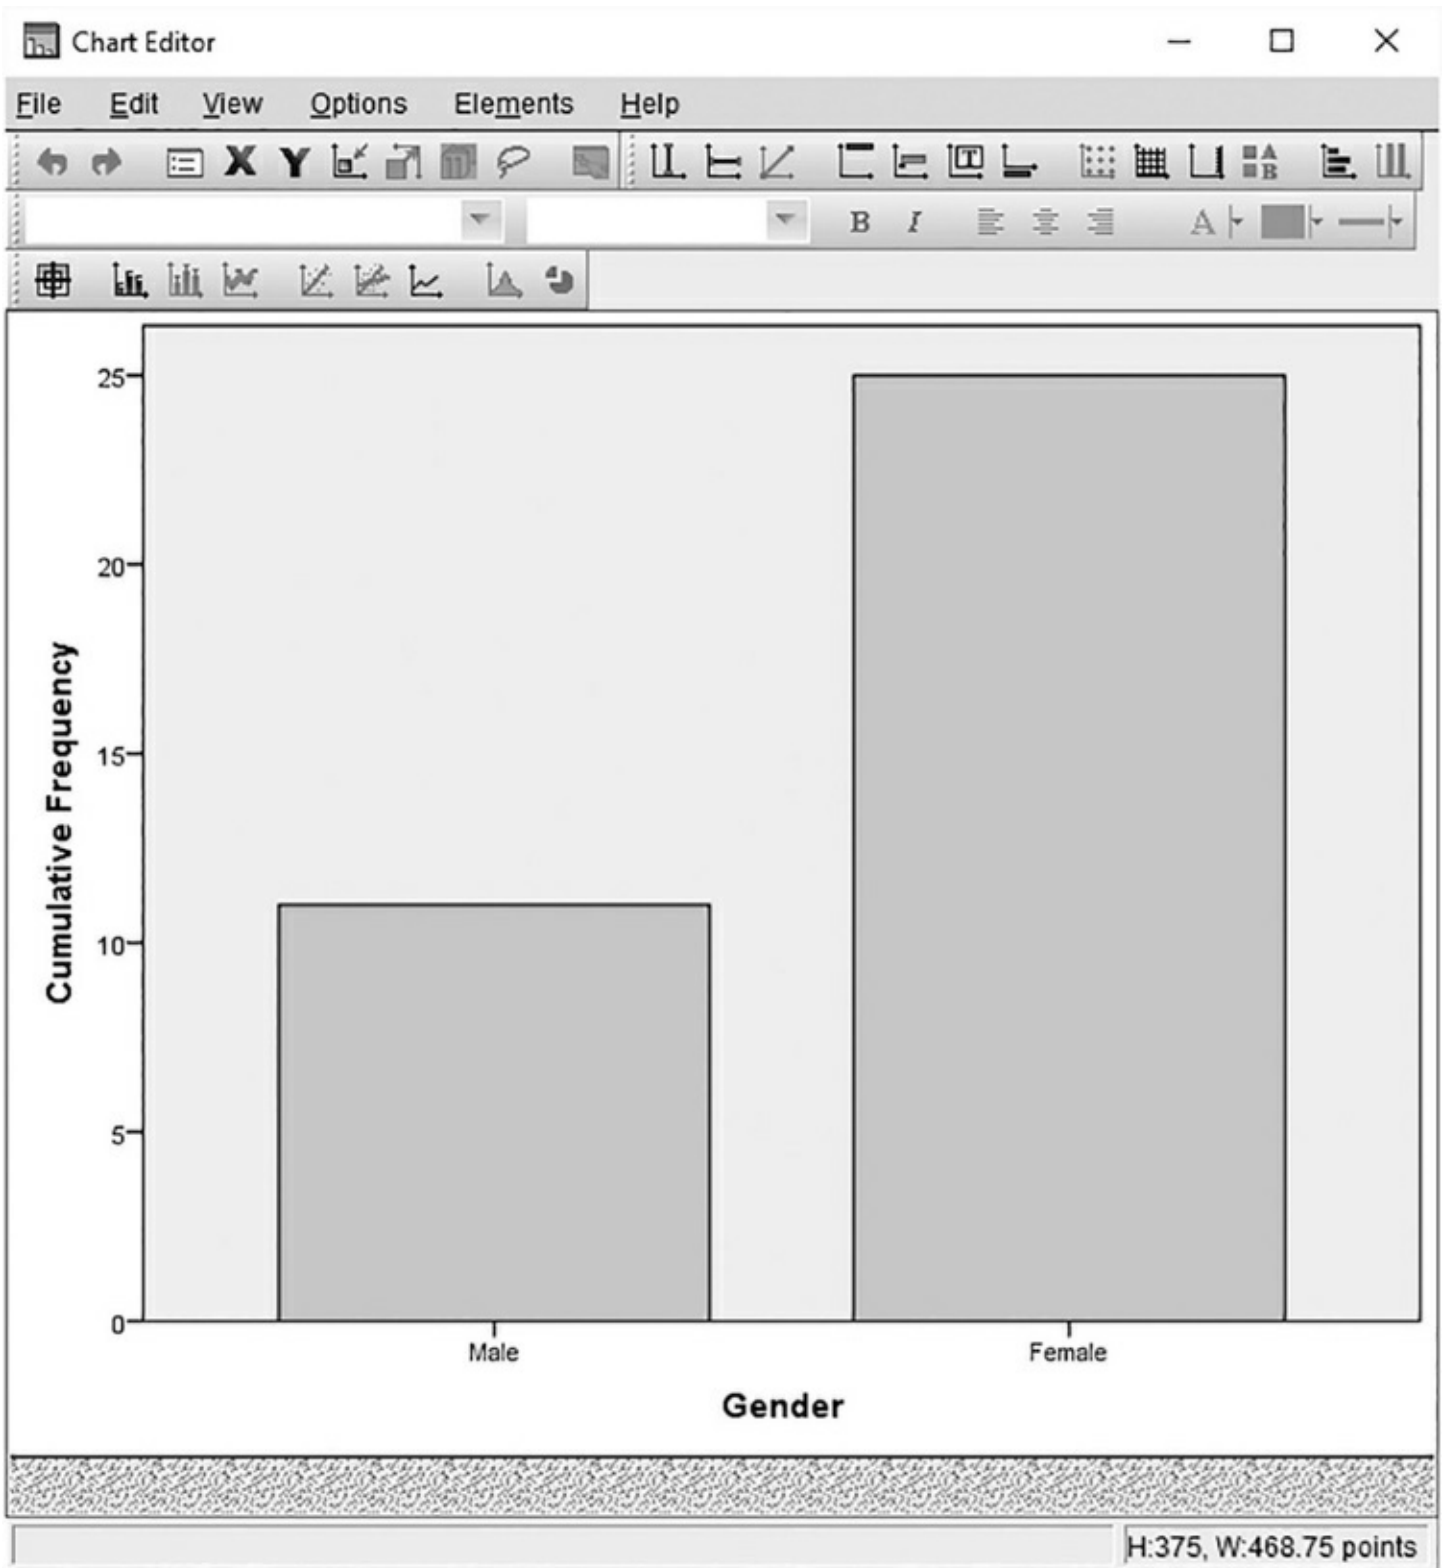 Chart Editor
File Edit View Options Elements Help
X Y T A B
B I A
25
20
15
10
5
0
Cumulative Frequency
Male Female
Gender
H:375, W:468.75 points